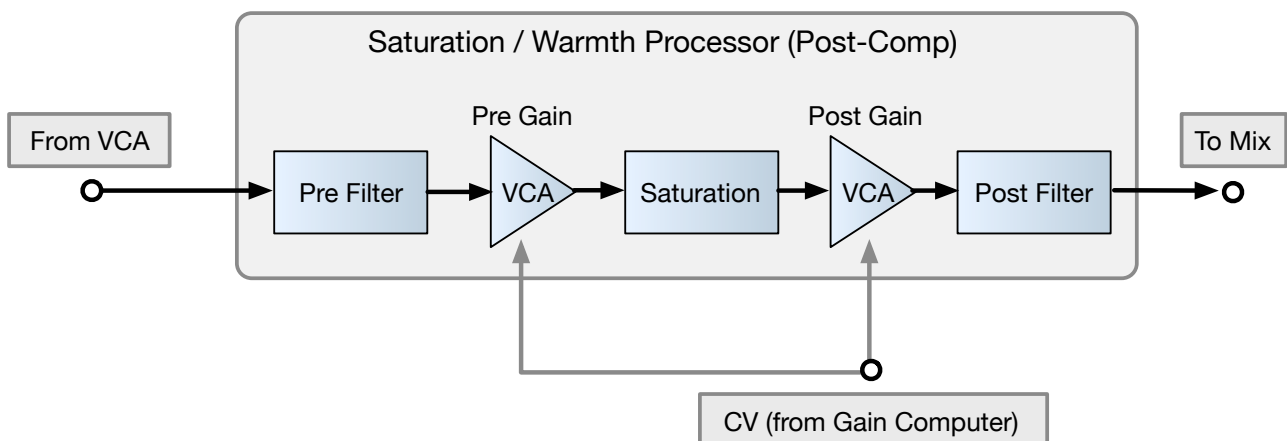 Saturation / Warmth Processor (Post-Comp)
Pre Gain
Post Gain
From VCA
To Mix
Pre Filter
VCA
Saturation
VCA
Post Filter
CV (from Gain Computer)